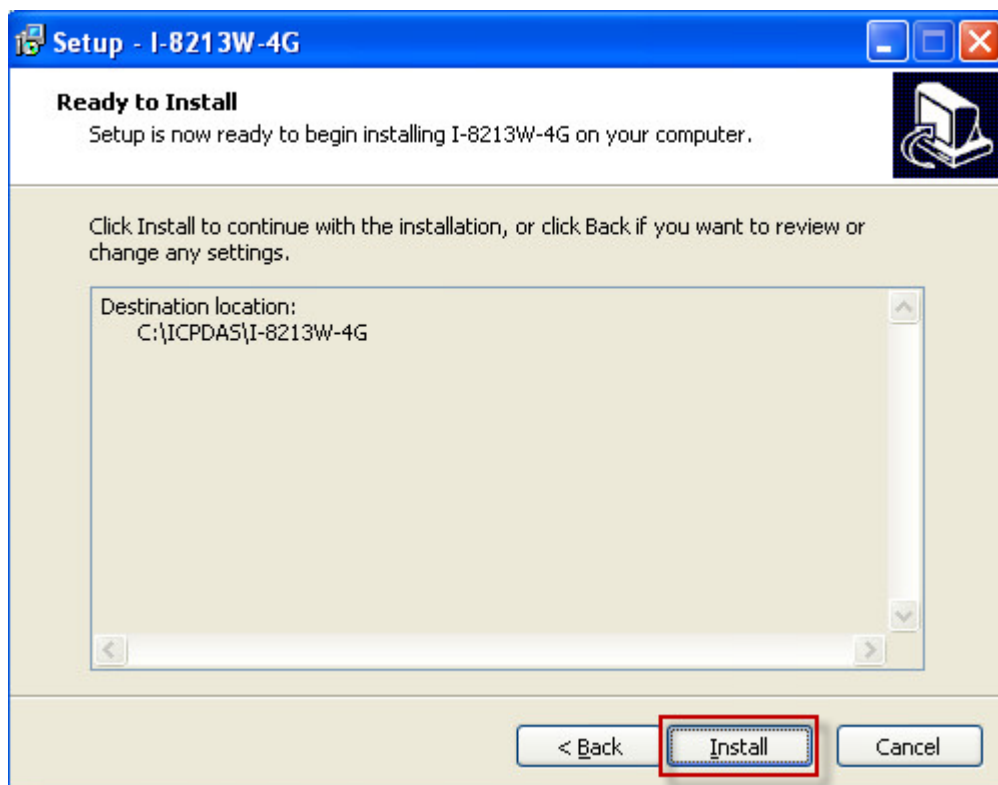 Setup - I-8213W-4G
Ready to Install
Setup is now ready to begin installing I-8213W-4G on your computer.
Click Install to continue with the installation, or click Back if you want to review or
change any settings.
Destination location:
C:\ICPDAS\I-8213W-4G
< Back
Install
Cancel